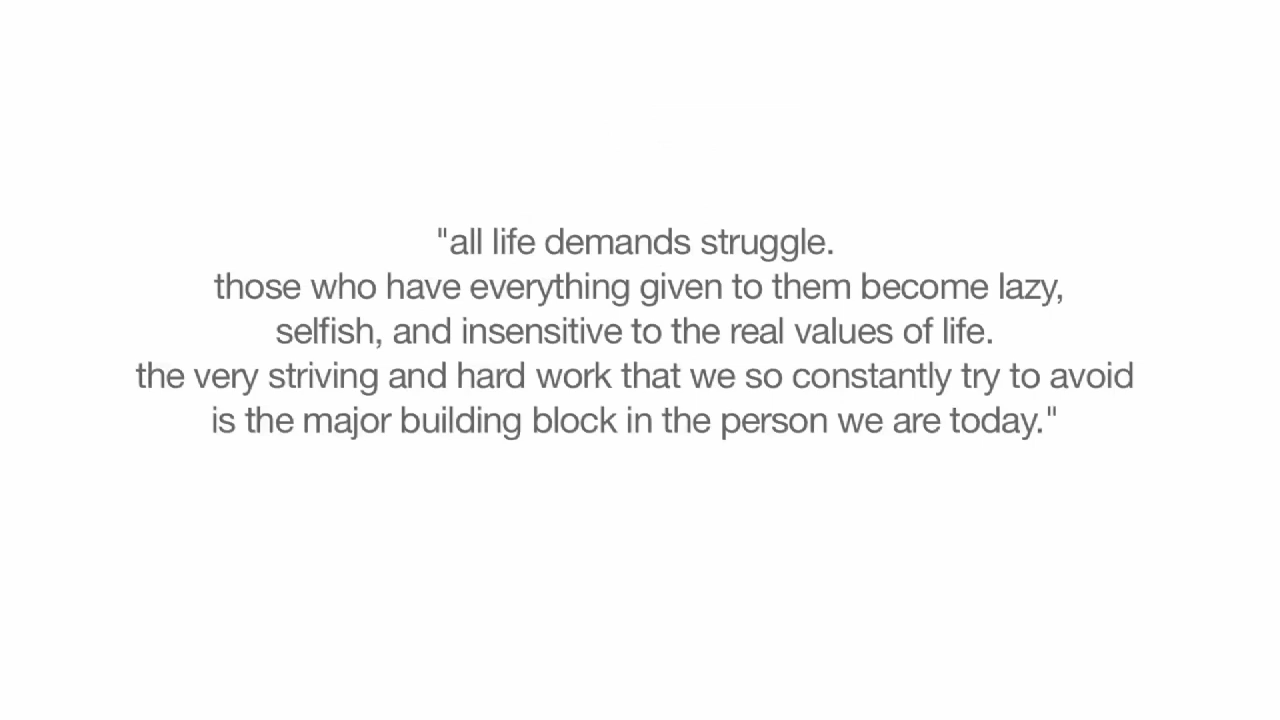 "all life demands struggle.
those who have everything given to them become lazy,
selfish, and insensitive to the real values of life.
the very striving and hard work that we so constantly try to avoid
is the major building block in the person we are today."